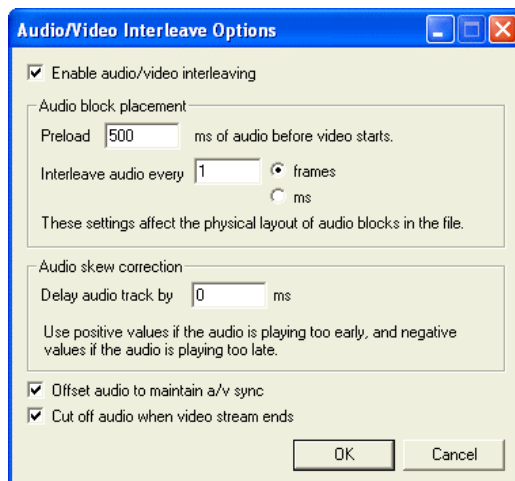 Audio/Video Interleave Options
Enable audio/video interleaving
Audio block placement
Preload 500 ms of audio before video starts.
Interleave audio every 1 frames
ms
These settings affect the physical layout of audio blocks in the file.
Audio skew correction
Delay audio track by 0 ms
Use positive values if the audio is playing too early, and negative
values if the audio is playing too late.
Offset audio to maintain a/v sync
Cut off audio when video stream ends
OK Cancel